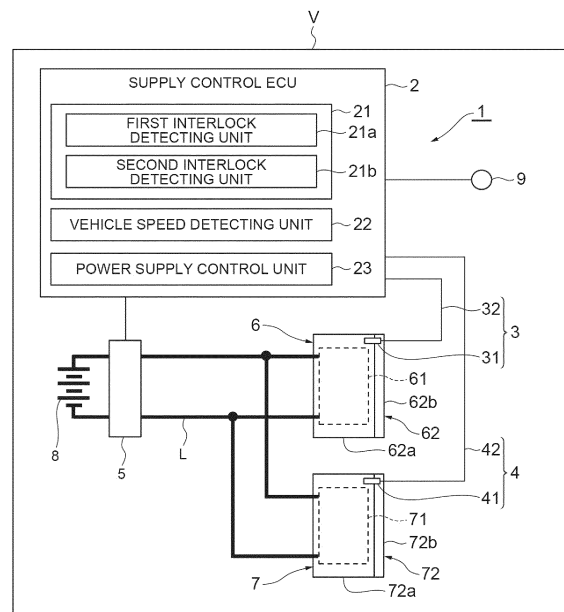 V
SUPPLY CONTROL ECU
2
21
FIRST INTERLOCK
DETECTING UNIT
21a
SECOND INTERLOCK
DETECTING UNIT
21b
VEHICLE SPEED DETECTING UNIT
22
POWER SUPPLY CONTROL UNIT
23
1
9
6
32
3
31
61
62b
62
62a
8
5
L
42
4
41
71
72b
72
7
72a